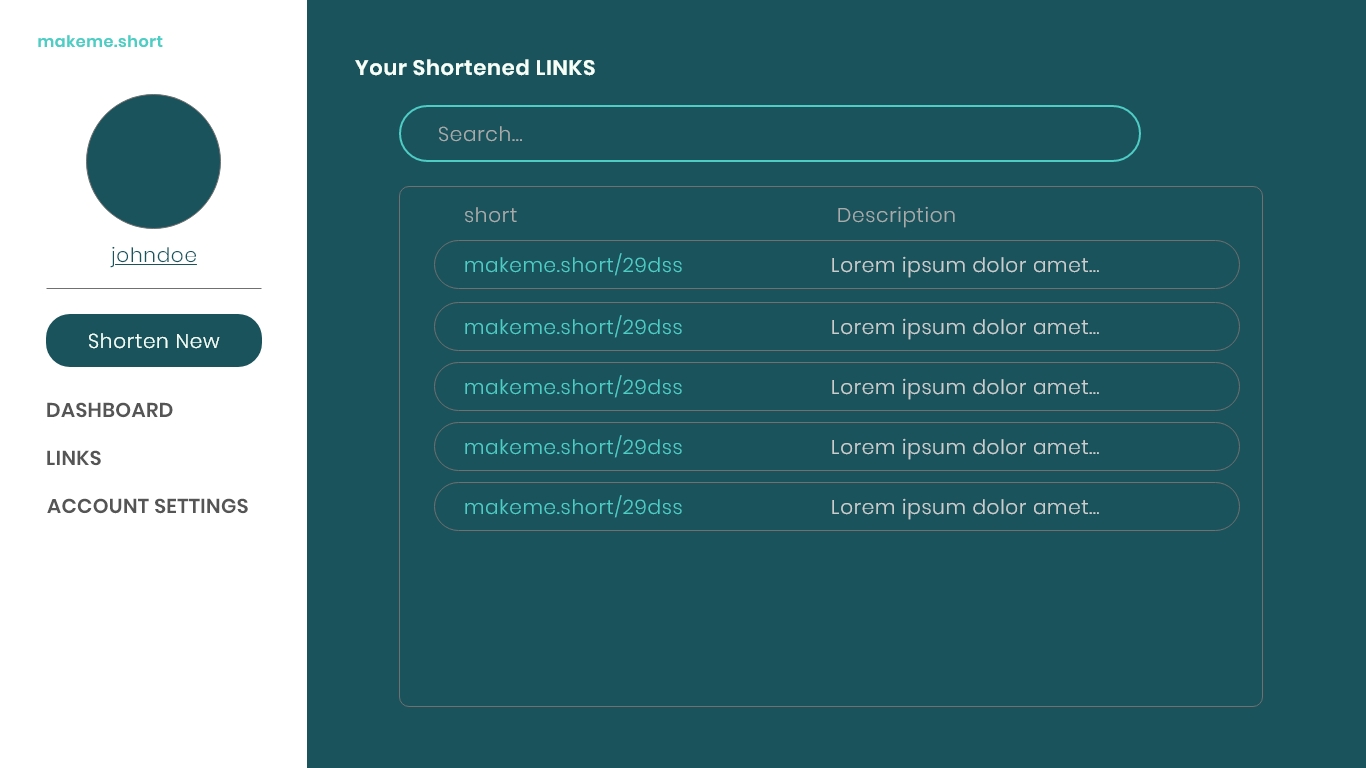 makeme.short
johndoe
Shorten New
DASHBOARD
LINKS
ACCOUNT SETTINGS
Your Shortened LINKS
Search...
short Description
makeme.short/29dss Lorem ipsum dolor amet...
makeme.short/29dss Lorem ipsum dolor amet...
makeme.short/29dss Lorem ipsum dolor amet...
makeme.short/29dss Lorem ipsum dolor amet...
makeme.short/29dss Lorem ipsum dolor amet...